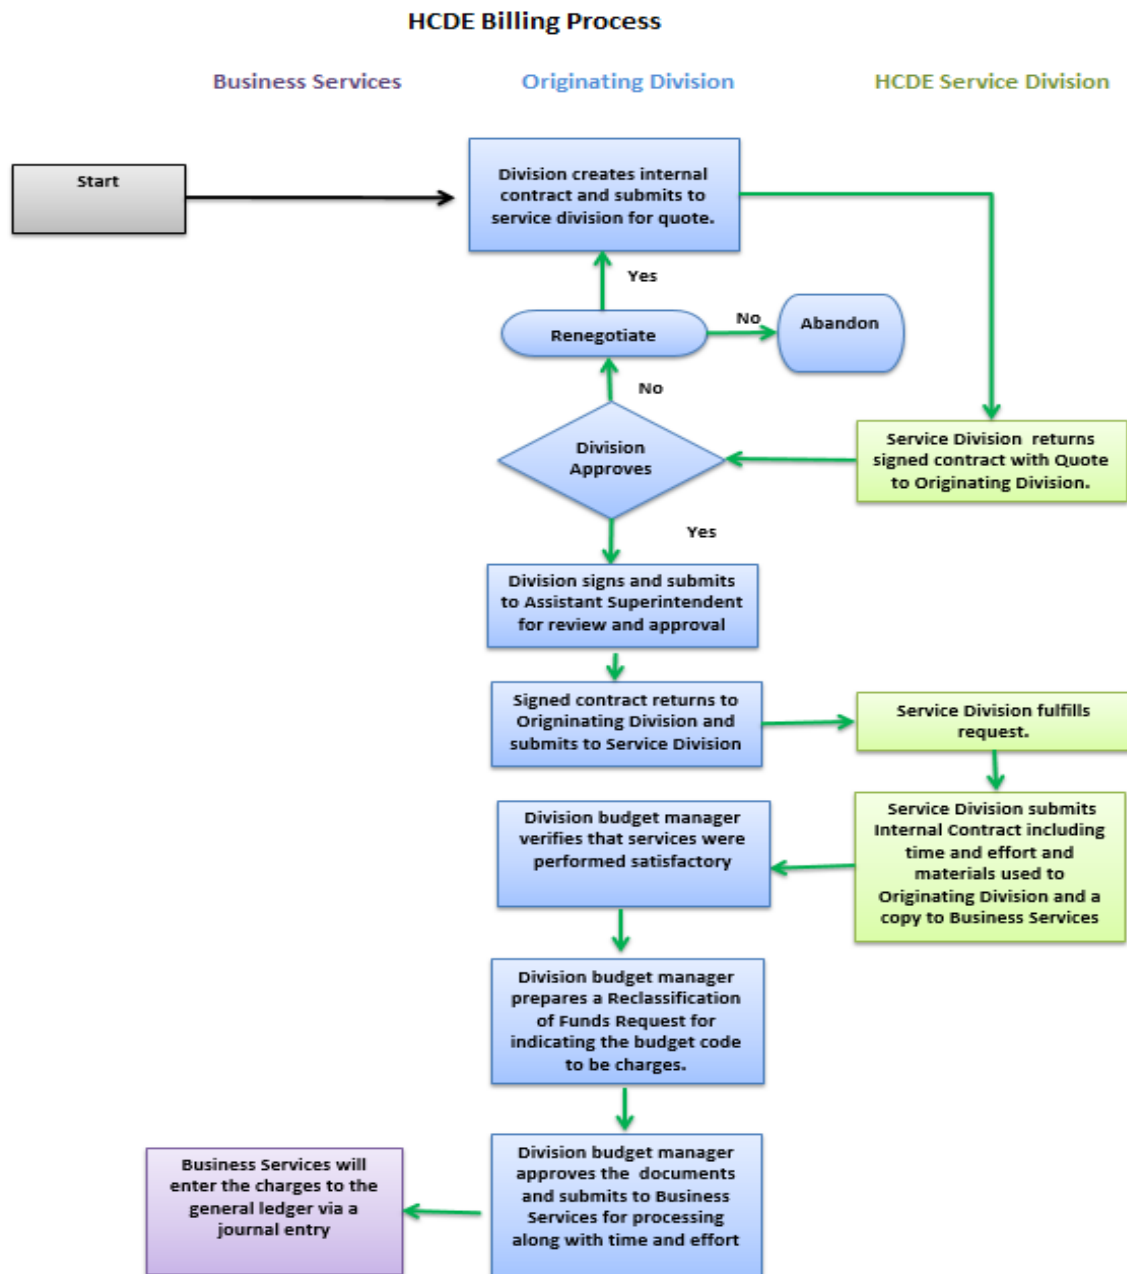 HCDE Billing Process
Business Services
Originating Division
HCDE Service Division
Start
Division creates internal
contract and submits to
service division for quote.
Yes
Renegotiate
No
Abandon
No
Division
Approves
Service Division returns
signed contract with Quote
to Originating Division.
Yes
Division signs and submits
to Assistant Superintendent
for review and approval
Signed contract returns to
Origninating Division and
submits to Service Division
Service Division fulfills
request.
Service Division submits
Internal Contract including
time and effort and
materials used to
Originating Division and a
copy to Business Services
Division budget manager
verifies that services were
performed satisfactory
Division budget manager
prepares a Reclassification
of Funds Request for
indicating the budget code
to be charges.
Division budget manager
approves the documents
and submits to Business
Services for processing
along with time and effort
Business Services will
enter the charges to the
general ledger via a
journal entry